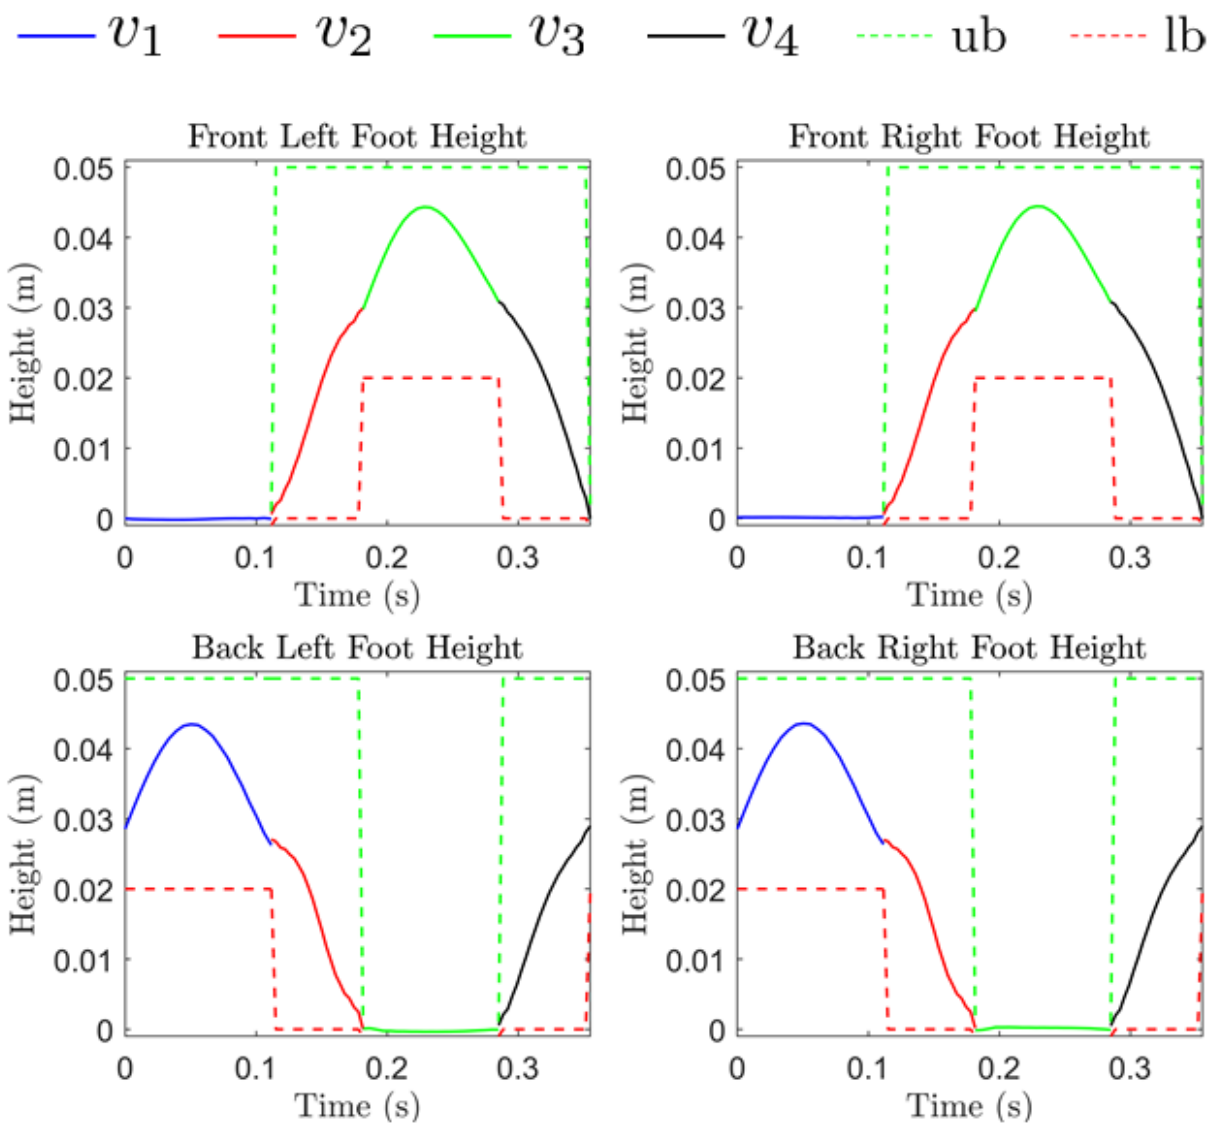 v1 v2 v3 v4 ub lb
Front Left Foot Height
0.05
0.04
0.03
0.02
0.01
0
Height (m)
0 0.1 0.2 0.3
Time (s)
Front Right Foot Height
0.05
0.04
0.03
0.02
0.01
0
Height (m)
0 0.1 0.2 0.3
Time (s)
Back Left Foot Height
0.05
0.04
0.03
0.02
0.01
0
Height (m)
0 0.1 0.2 0.3
Time (s)
Back Right Foot Height
0.05
0.04
0.03
0.02
0.01
0
Height (m)
0 0.1 0.2 0.3
Time (s)